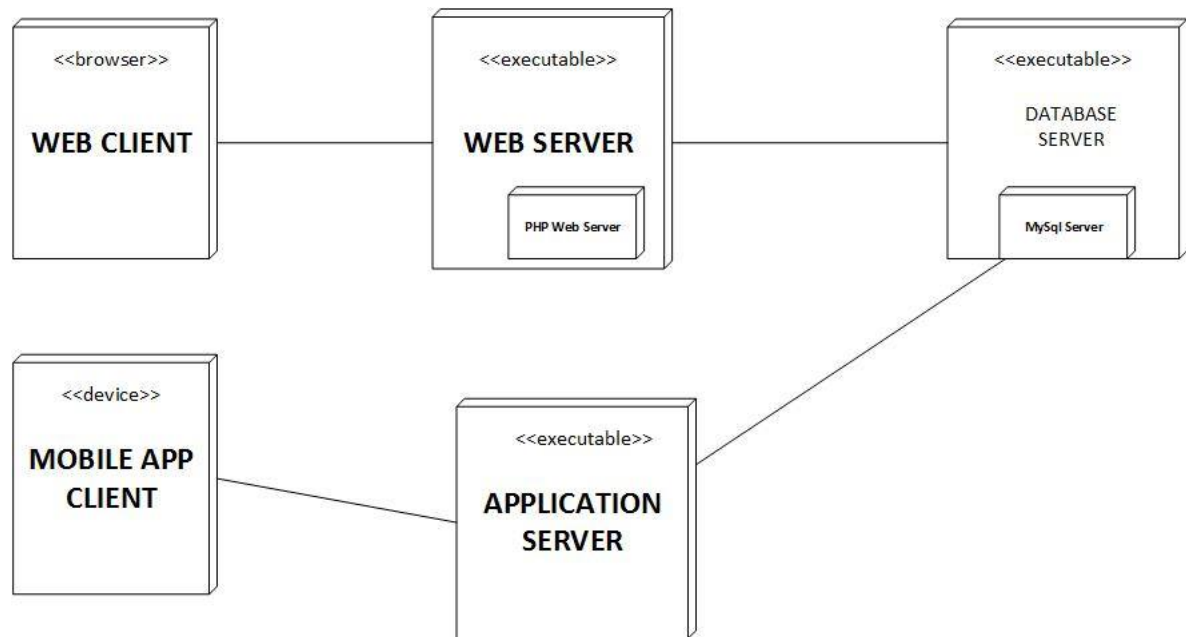 <<browser>>
WEB CLIENT
<<executable>>
WEB SERVER
PHP Web Server
<<executable>>
DATABASE
SERVER
MySql Server
<<device>>
MOBILE APP
CLIENT
<<executable>>
APPLICATION
SERVER